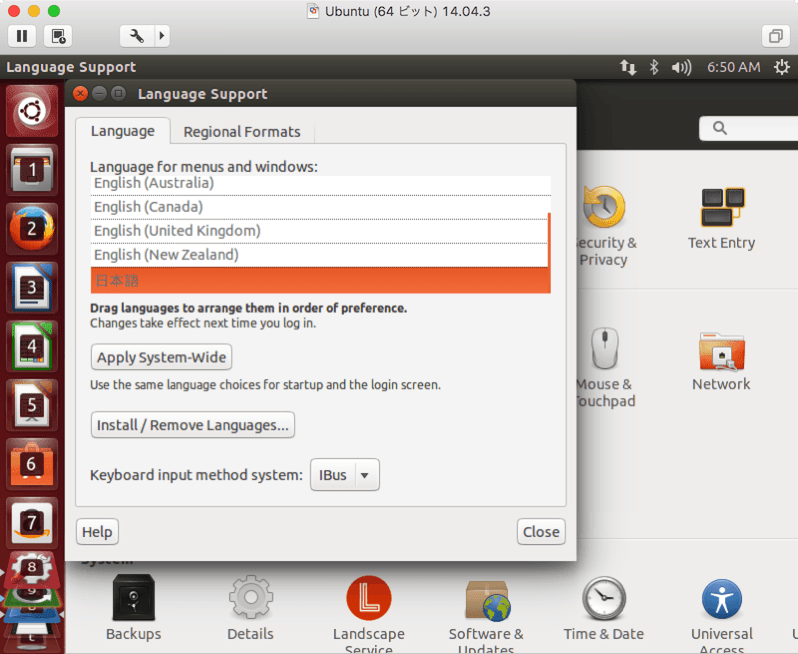 Ubuntu (64 ビット) 14.04.3
Language Support
6:50 AM
Language Support
Language
Regional Formats
Language for menus and windows:
English (Australia)
English (Canada)
English (United Kingdom)
English (New Zealand)
日本語
Drag languages to arrange them in order of preference.
Changes take effect next time you log in.
Apply System-Wide
Use the same language choices for startup and the login screen.
Install / Remove Languages...
Keyboard input method system:
IBus
Help
Close
1
2
3
4
5
6
7
8
9
ecurity &
Privacy
Text Entry
Mouse &
ouchpad
Network
System
Backups
Details
Landscape
Service
Software &
Updates
Time & Date
Universal
Access